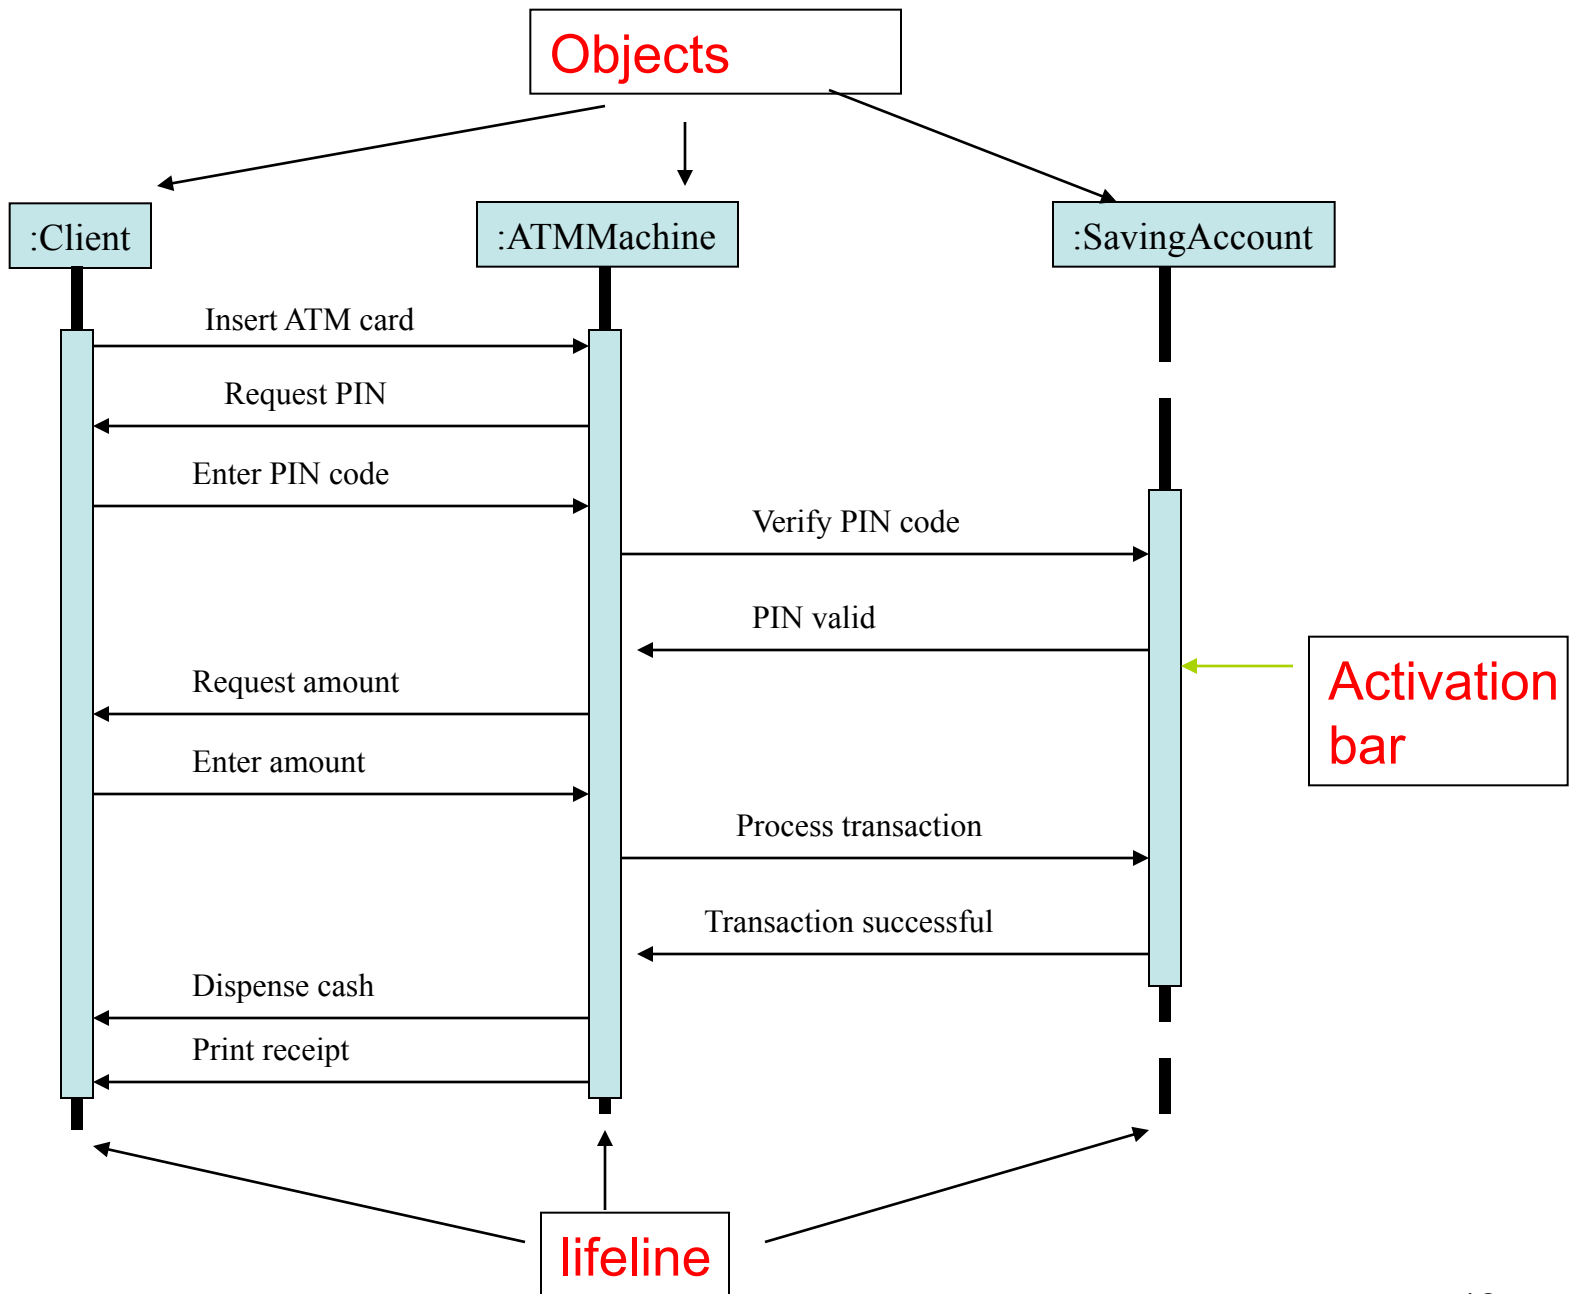 Objects
:Client
:ATMMachine
:SavingAccount
Insert ATM card
Request PIN
Enter PIN code
Verify PIN code
PIN valid
Request amount
Activation
bar
Enter amount
Process transaction
Transaction successful
Dispense cash
Print receipt
lifeline